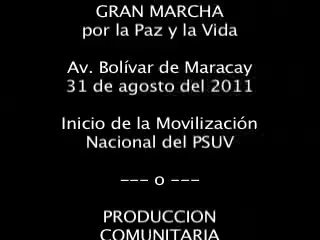 GRAN MARCHA
por la Paz y la Vida
Av. Bolívar de Maracay
31 de agosto del 2011
Inicio de la Movilización
Nacional del PSUV
--- o ---
PRODUCCION
COMUNITARIA